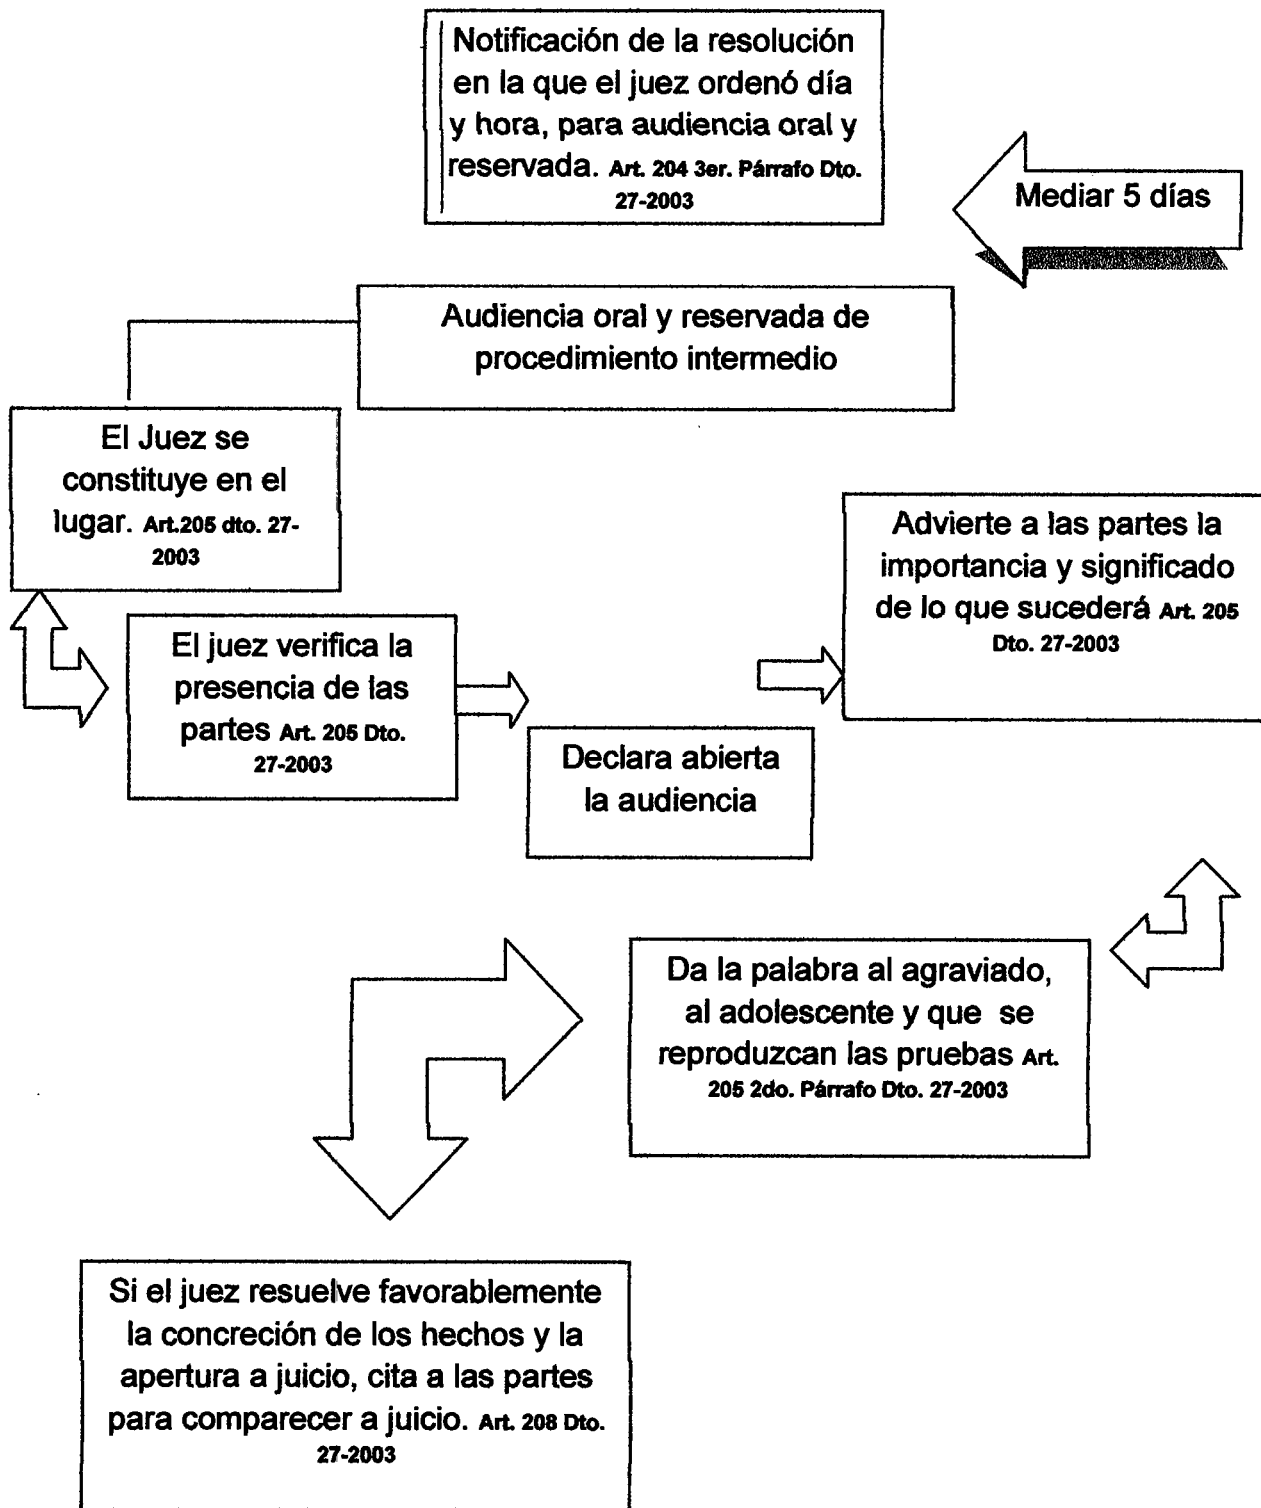 Notificación de la resolución
en la que el juez ordenó día
y hora, para audiencia oral y
reservada. Art. 204 3er. Párrafo Dto.
27-2003
Mediar 5 días
Audiencia oral y reservada de
procedimiento intermedio
El Juez se
constituye en el
lugar. Art.205 dto. 27-
2003
El juez verifica la
presencia de las
partes Art. 205 Dto.
27-2003
Declara abierta
la audiencia
Advierte a las partes la
importancia y significado
de lo que sucederá Art. 205
Dto. 27-2003
Da la palabra al agraviado,
al adolescente y que se
reproduzcan las pruebas Art.
205 2do. Párrafo Dto. 27-2003
Si el juez resuelve favorablemente
la concreción de los hechos y la
apertura a juicio, cita a las partes
para comparecer a juicio. Art. 208 Dto.
27-2003